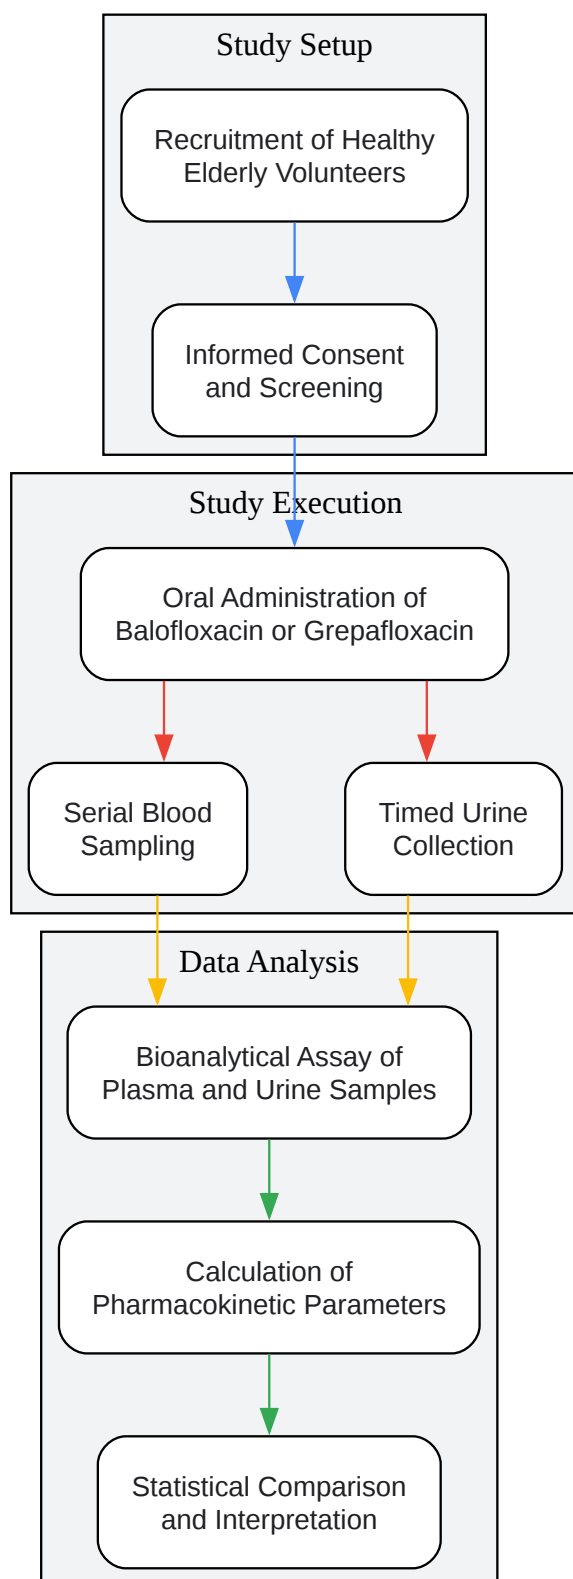 Study Setup
Recruitment of Healthy
Elderly Volunteers
Informed Consent
and Screening
Study Execution
Oral Administration of
Balofloxacin or Grepafloxacin
Serial Blood
Sampling
Timed Urine
Collection
Data Analysis
Bioanalytical Assay of
Plasma and Urine Samples
Calculation of
Pharmacokinetic Parameters
Statistical Comparison
and Interpretation